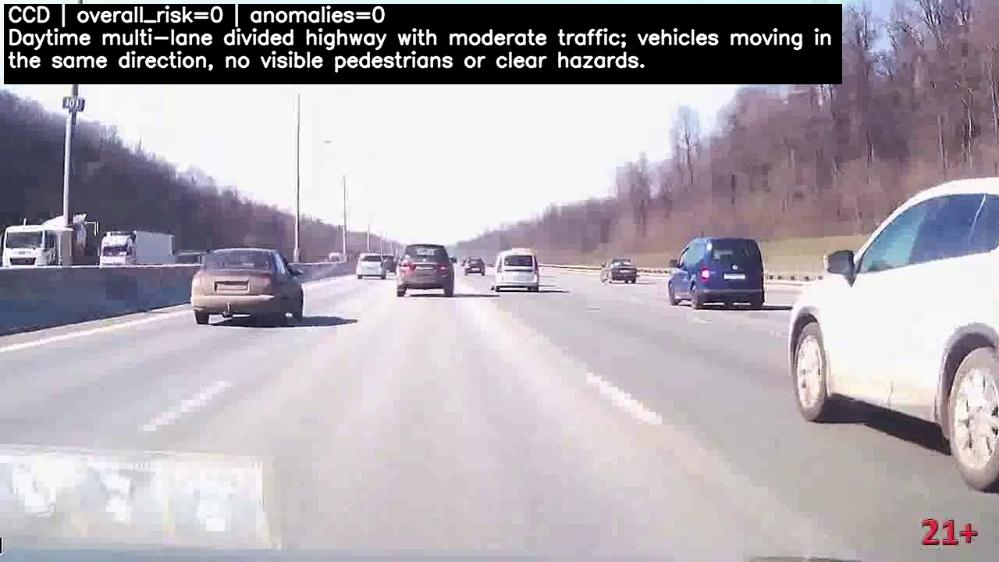 CCD | overall_risk=0 | anomalies=0
Daytime multi-lane divided highway with moderate traffic; vehicles moving in
the same direction, no visible pedestrians or clear hazards.
101
21+